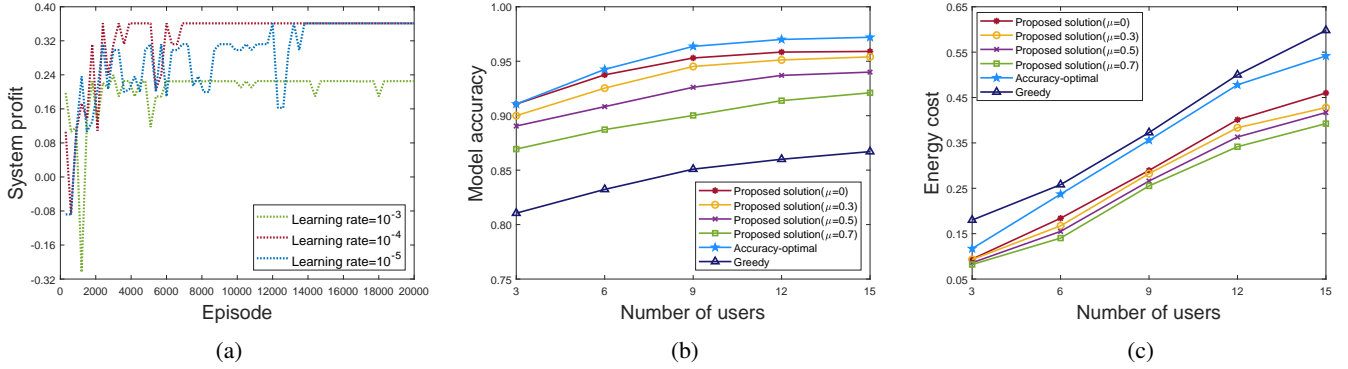 System profit
0.40
0.32
0.24
0.16
0.08
0.00
-0.08
-0.16
-0.24
-0.32
0 2000 4000 6000 8000 10000 12000 14000 16000 18000 20000
Episode
Learning rate=10⁻³
Learning rate=10⁻⁴
Learning rate=10⁻⁵
(a)
Model accuracy
1.00
0.95
0.90
0.85
0.80
0.75
3 6 9 12 15
Number of users
Proposed solution(μ=0)
Proposed solution(μ=0.3)
Proposed solution(μ=0.5)
Proposed solution(μ=0.7)
Accuracy-optimal
Greedy
(b)
Energy cost
0.65
0.55
0.45
0.35
0.25
0.15
0.05
3 6 9 12 15
Number of users
Proposed solution(μ=0)
Proposed solution(μ=0.3)
Proposed solution(μ=0.5)
Proposed solution(μ=0.7)
Accuracy-optimal
Greedy
(c)